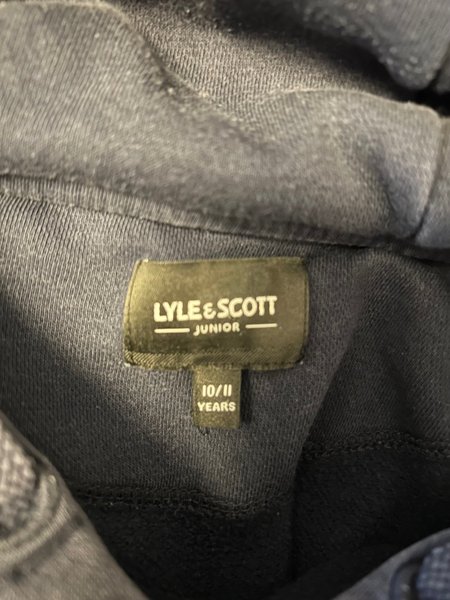 LYLE&SCOTT
JUNIOR
10/11
YEARS